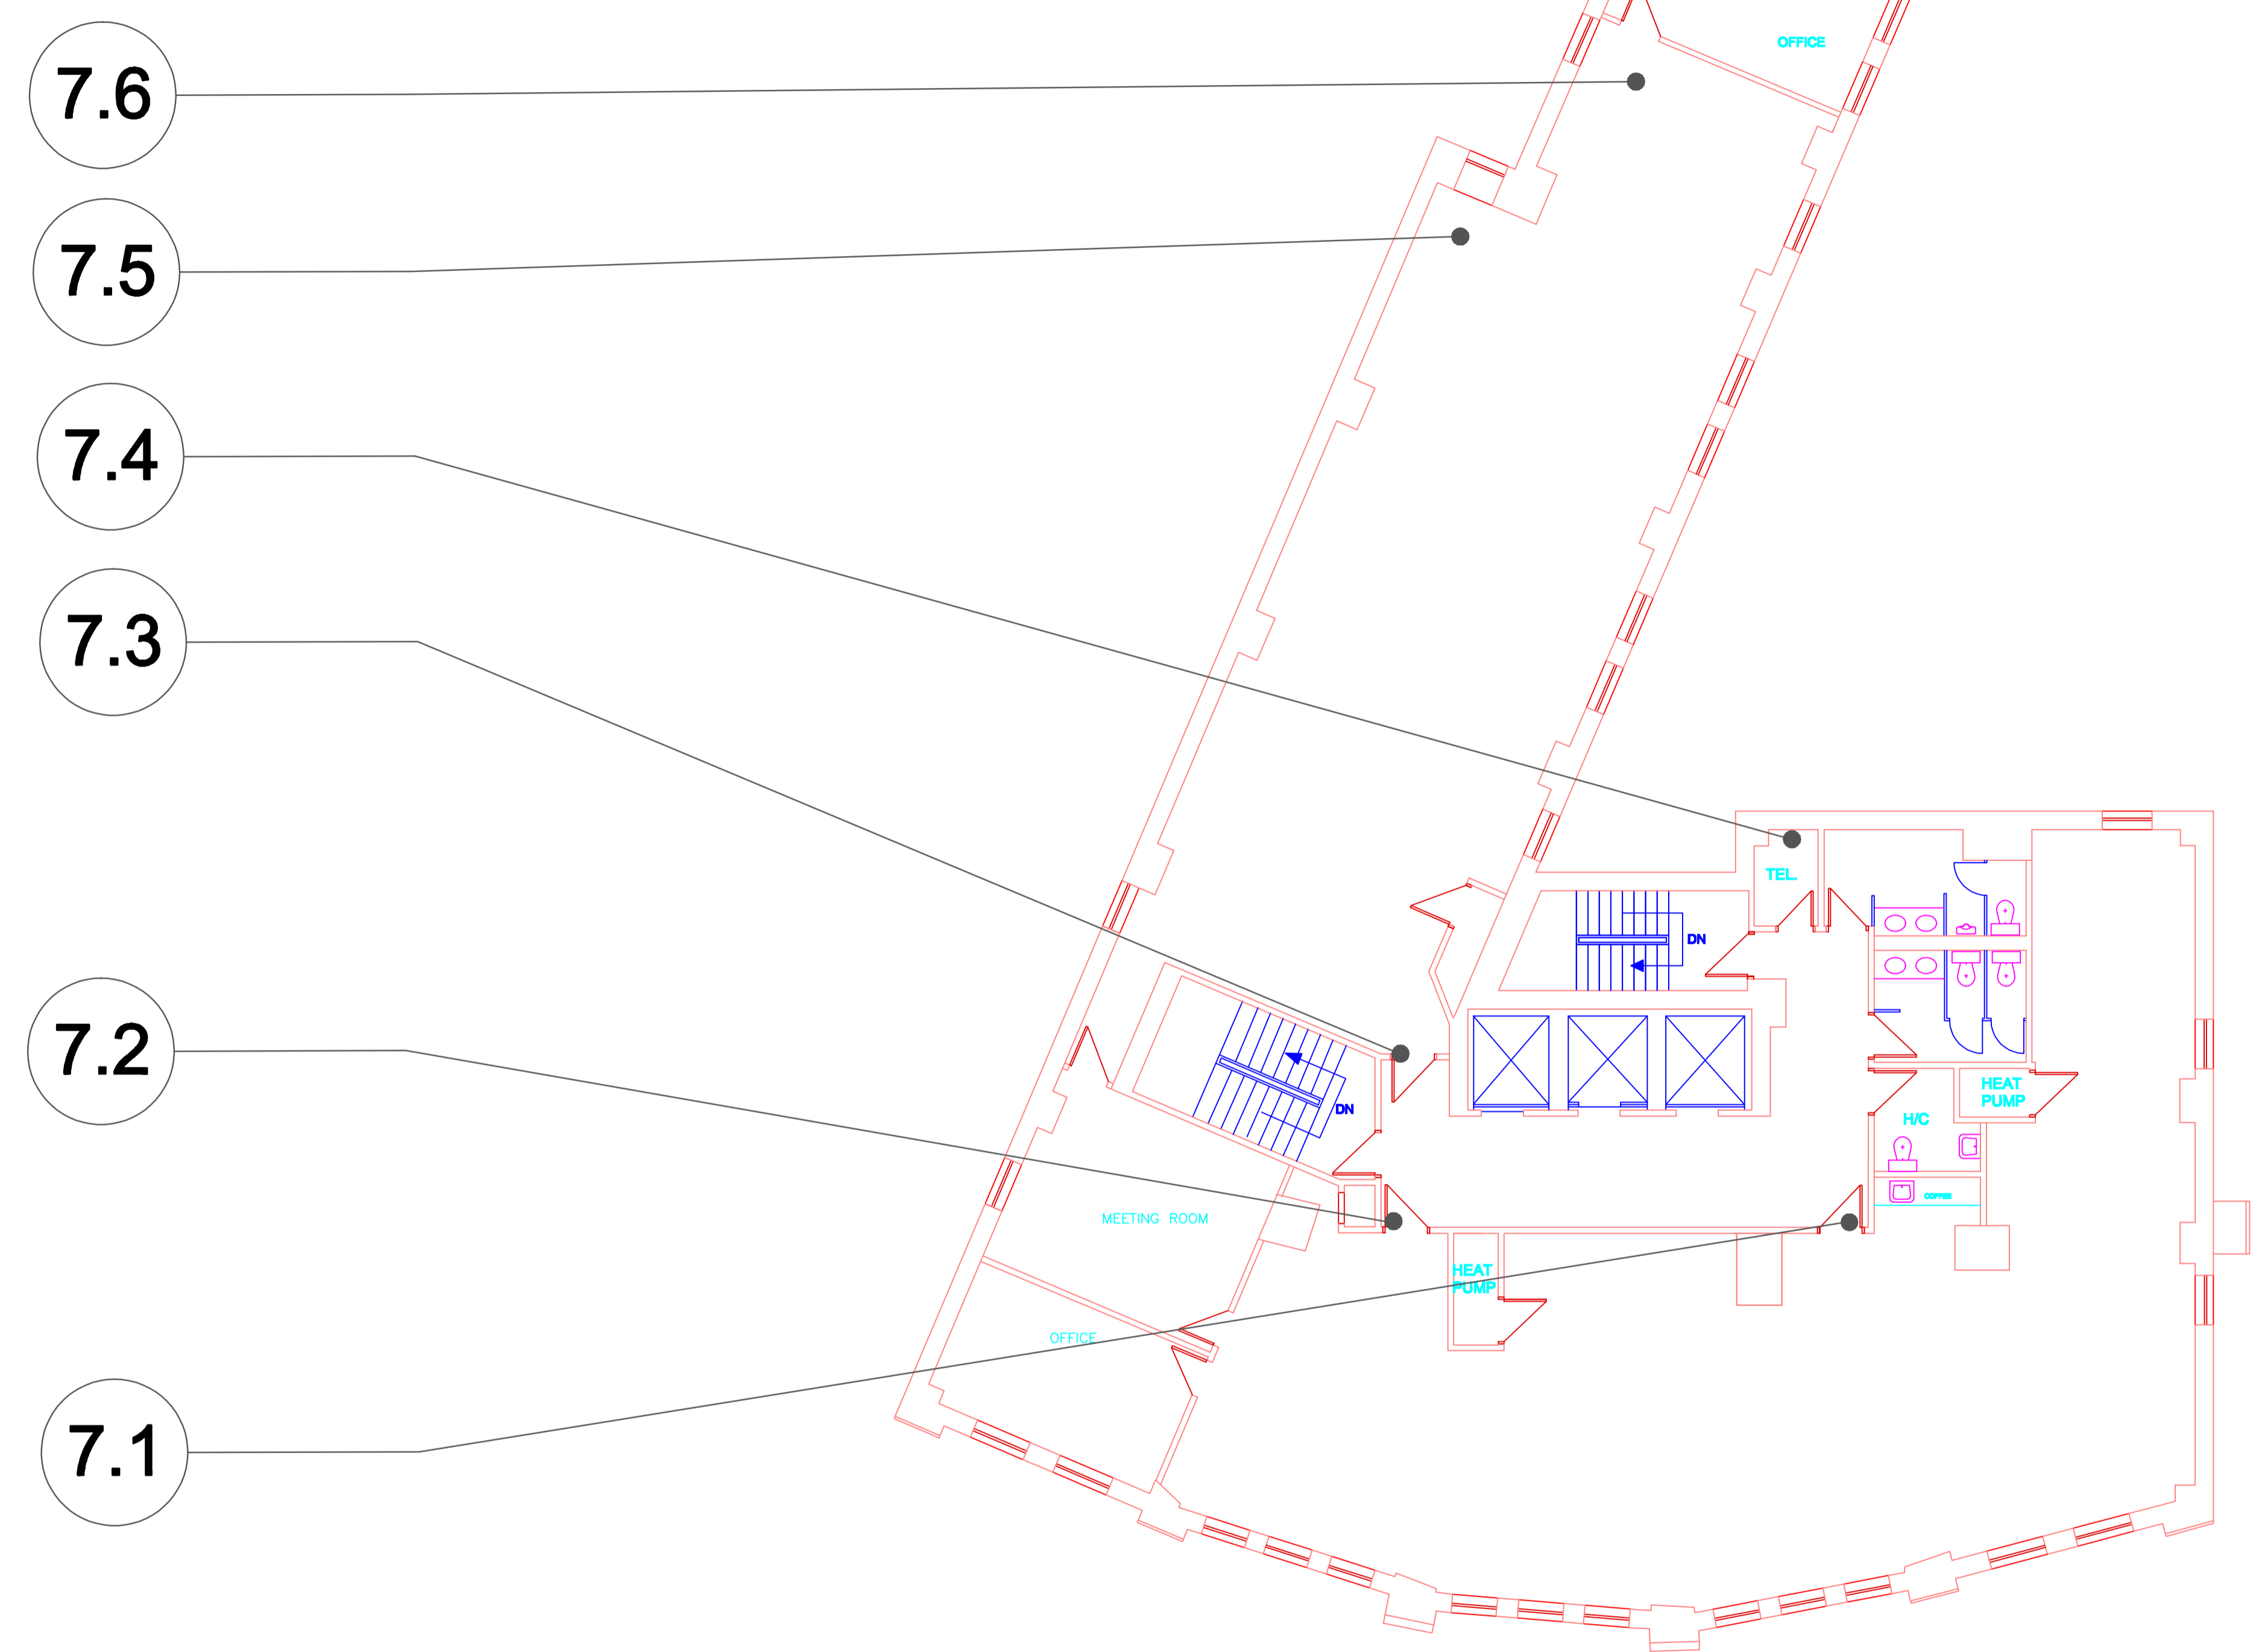 7.6
OFFICE
7.5
7.4
7.3
TEL.
DN
7.2
HEAT
PUMP
DN
H/C
COFFEE
MEETING ROOM
HEAT
PUMP
OFFICE
7.1